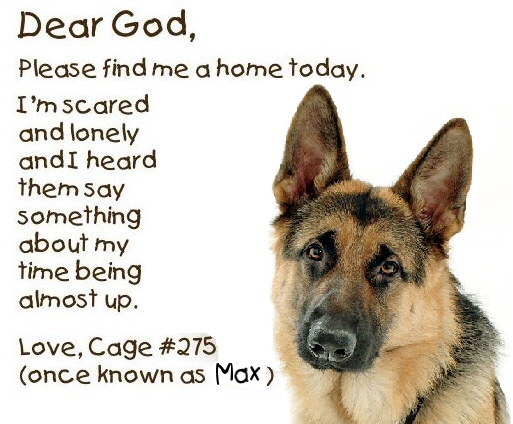 Dear God,
Please find me a home today.
I'm scared
and lonely
and I heard
them say
something
about my
time being
almost up.
Love, Cage #275
(once known as Max)